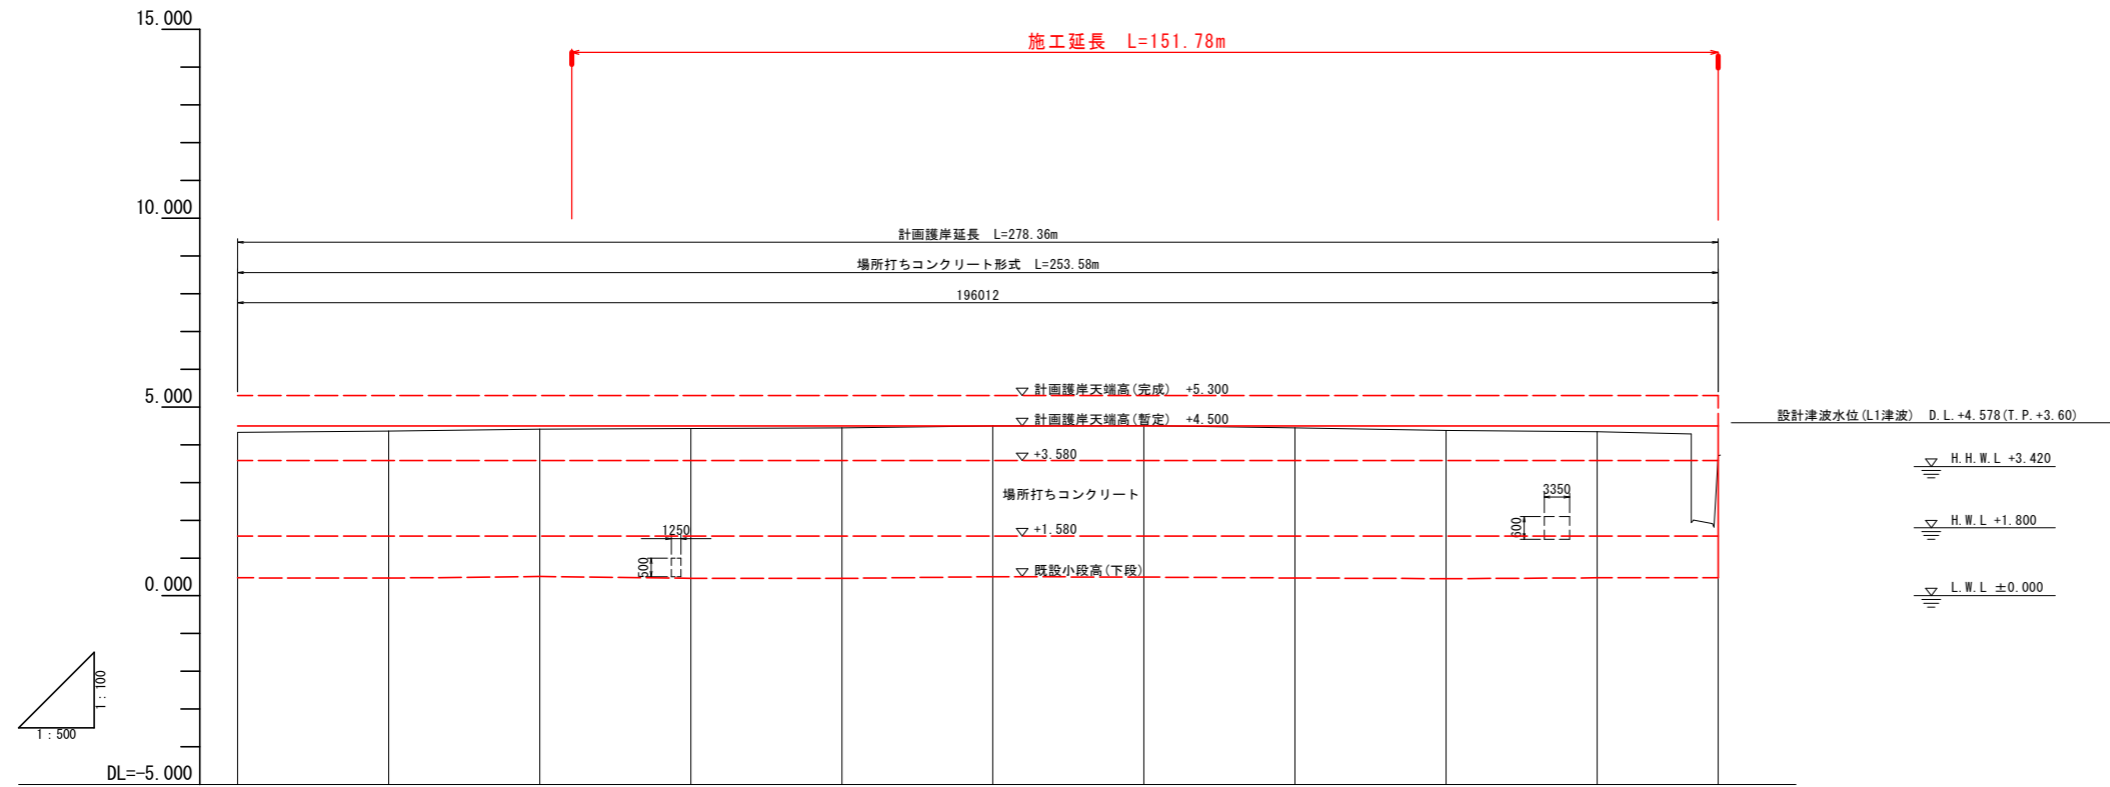 15.000
施工延長 L=151.78m
10.000
計画護岸延長 L=278.36m
場所打ちコンクリート形式 L=253.58m
196012
計画護岸天端高(完成) +5.300
5.000
計画護岸天端高(暫定) +4.500
設計津波水位(L1津波) D.L.+4.578(T.P.+3.60)
+3.580
H.H.W.L +3.420
場所打ちコンクリート
3350
600
1250
+1.580
H.W.L +1.800
500
既設小段高(下段)
0.000
L.W.L ±0.000
1:100
1:500
DL=-5.000